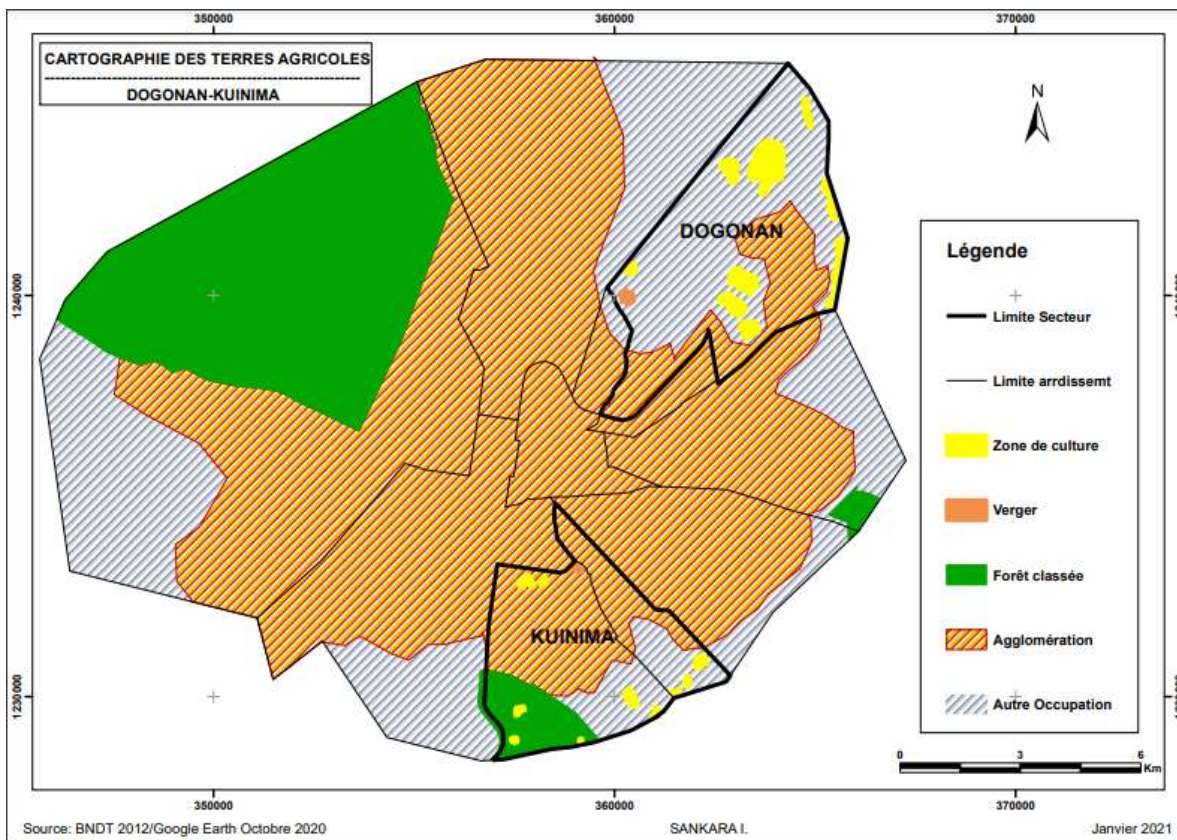 350000 360000 370000
CARTOGRAPHIE DES TERRES AGRICOLES
DOGONAN-KUINIMA
N
DOGONAN
1240000
Légende
Limite Secteur
Limite arrdissemt
Zone de culture
Verger
Forêt classée
Agglomération
Autre Occupation
KUINIMA
1230000
0 3 6
Km
350000 360000 370000
Source: BNDT 2012/Google Earth Octobre 2020 SANKARA I. Janvier 2021